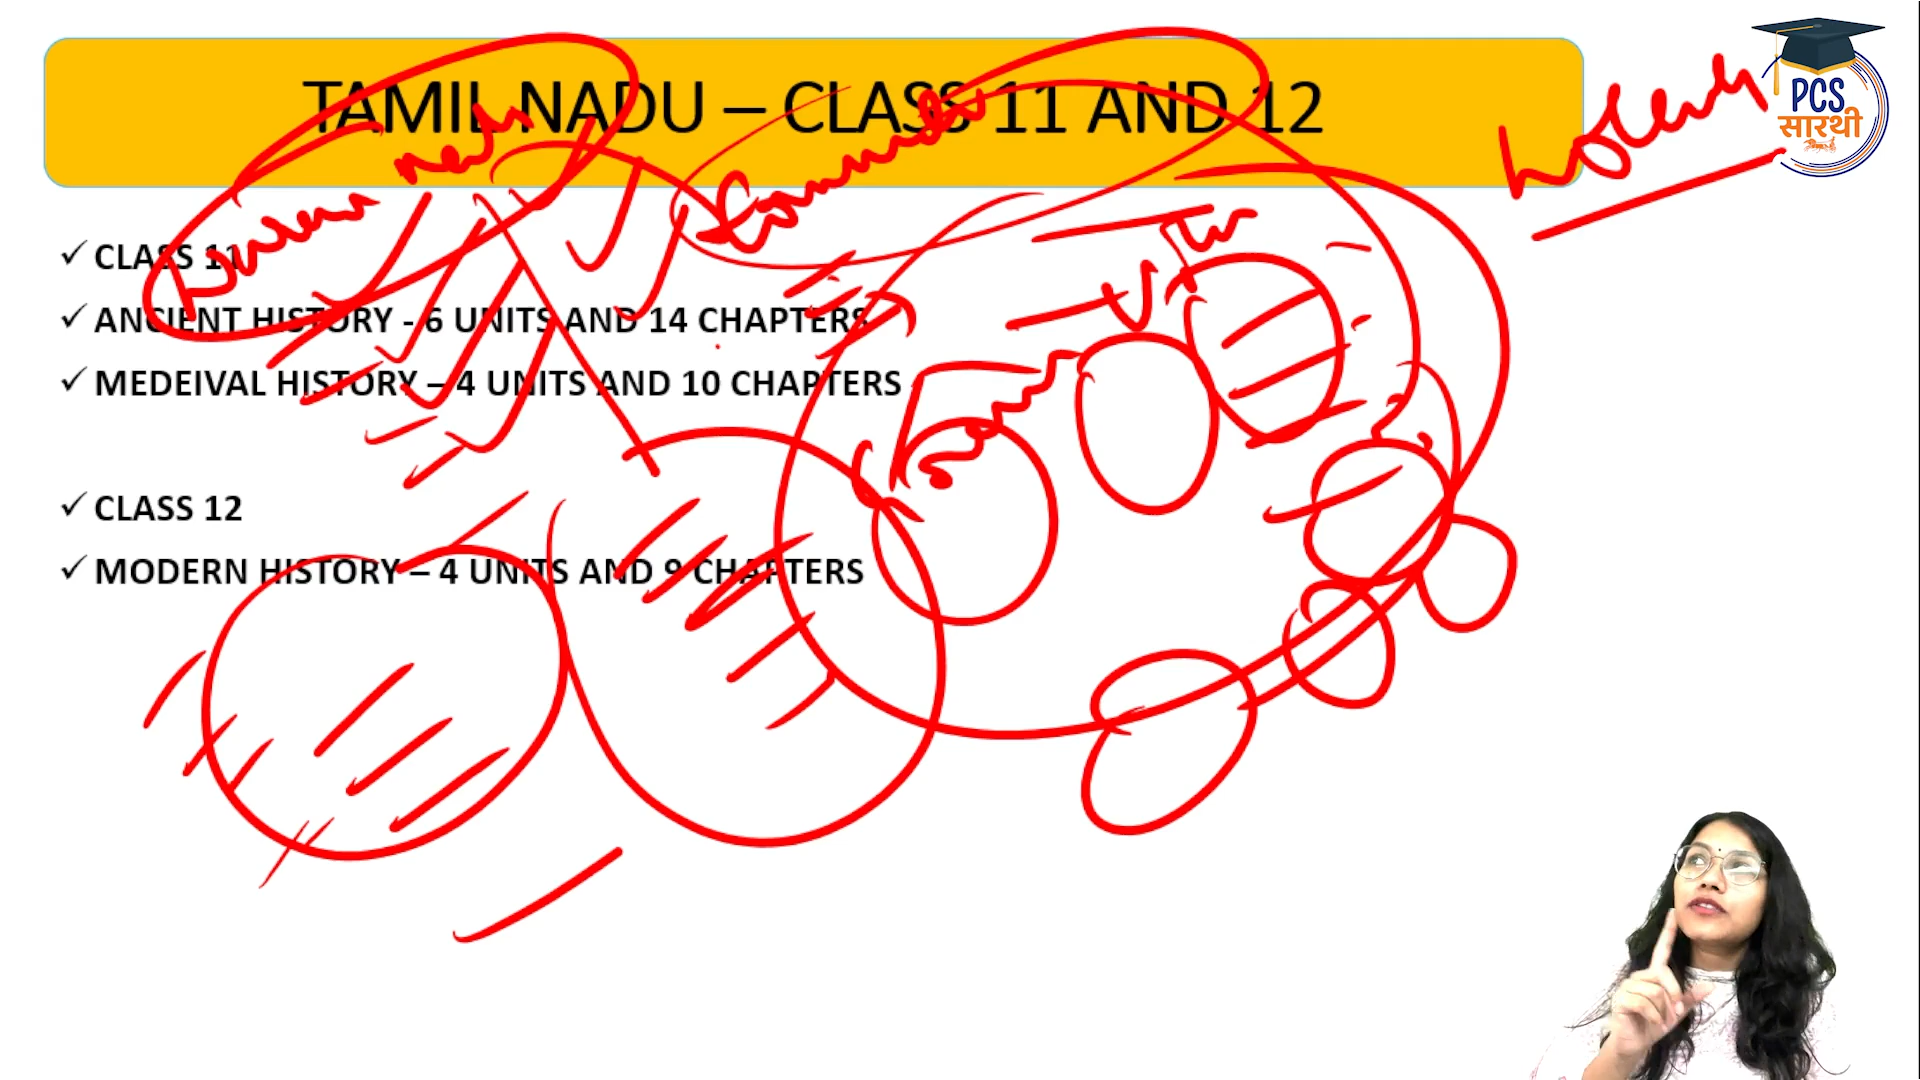 TAMIL NADU – CLASS 11 AND 12
PCS
सारथी
✓ CLASS 11
✓ ANCIENT HISTORY - 6 UNITS AND 14 CHAPTERS
✓ MEDEIVAL HISTORY – 4 UNITS AND 10 CHAPTERS
✓ CLASS 12
✓ MODERN HISTORY – 4 UNITS AND 9 CHAPTERS